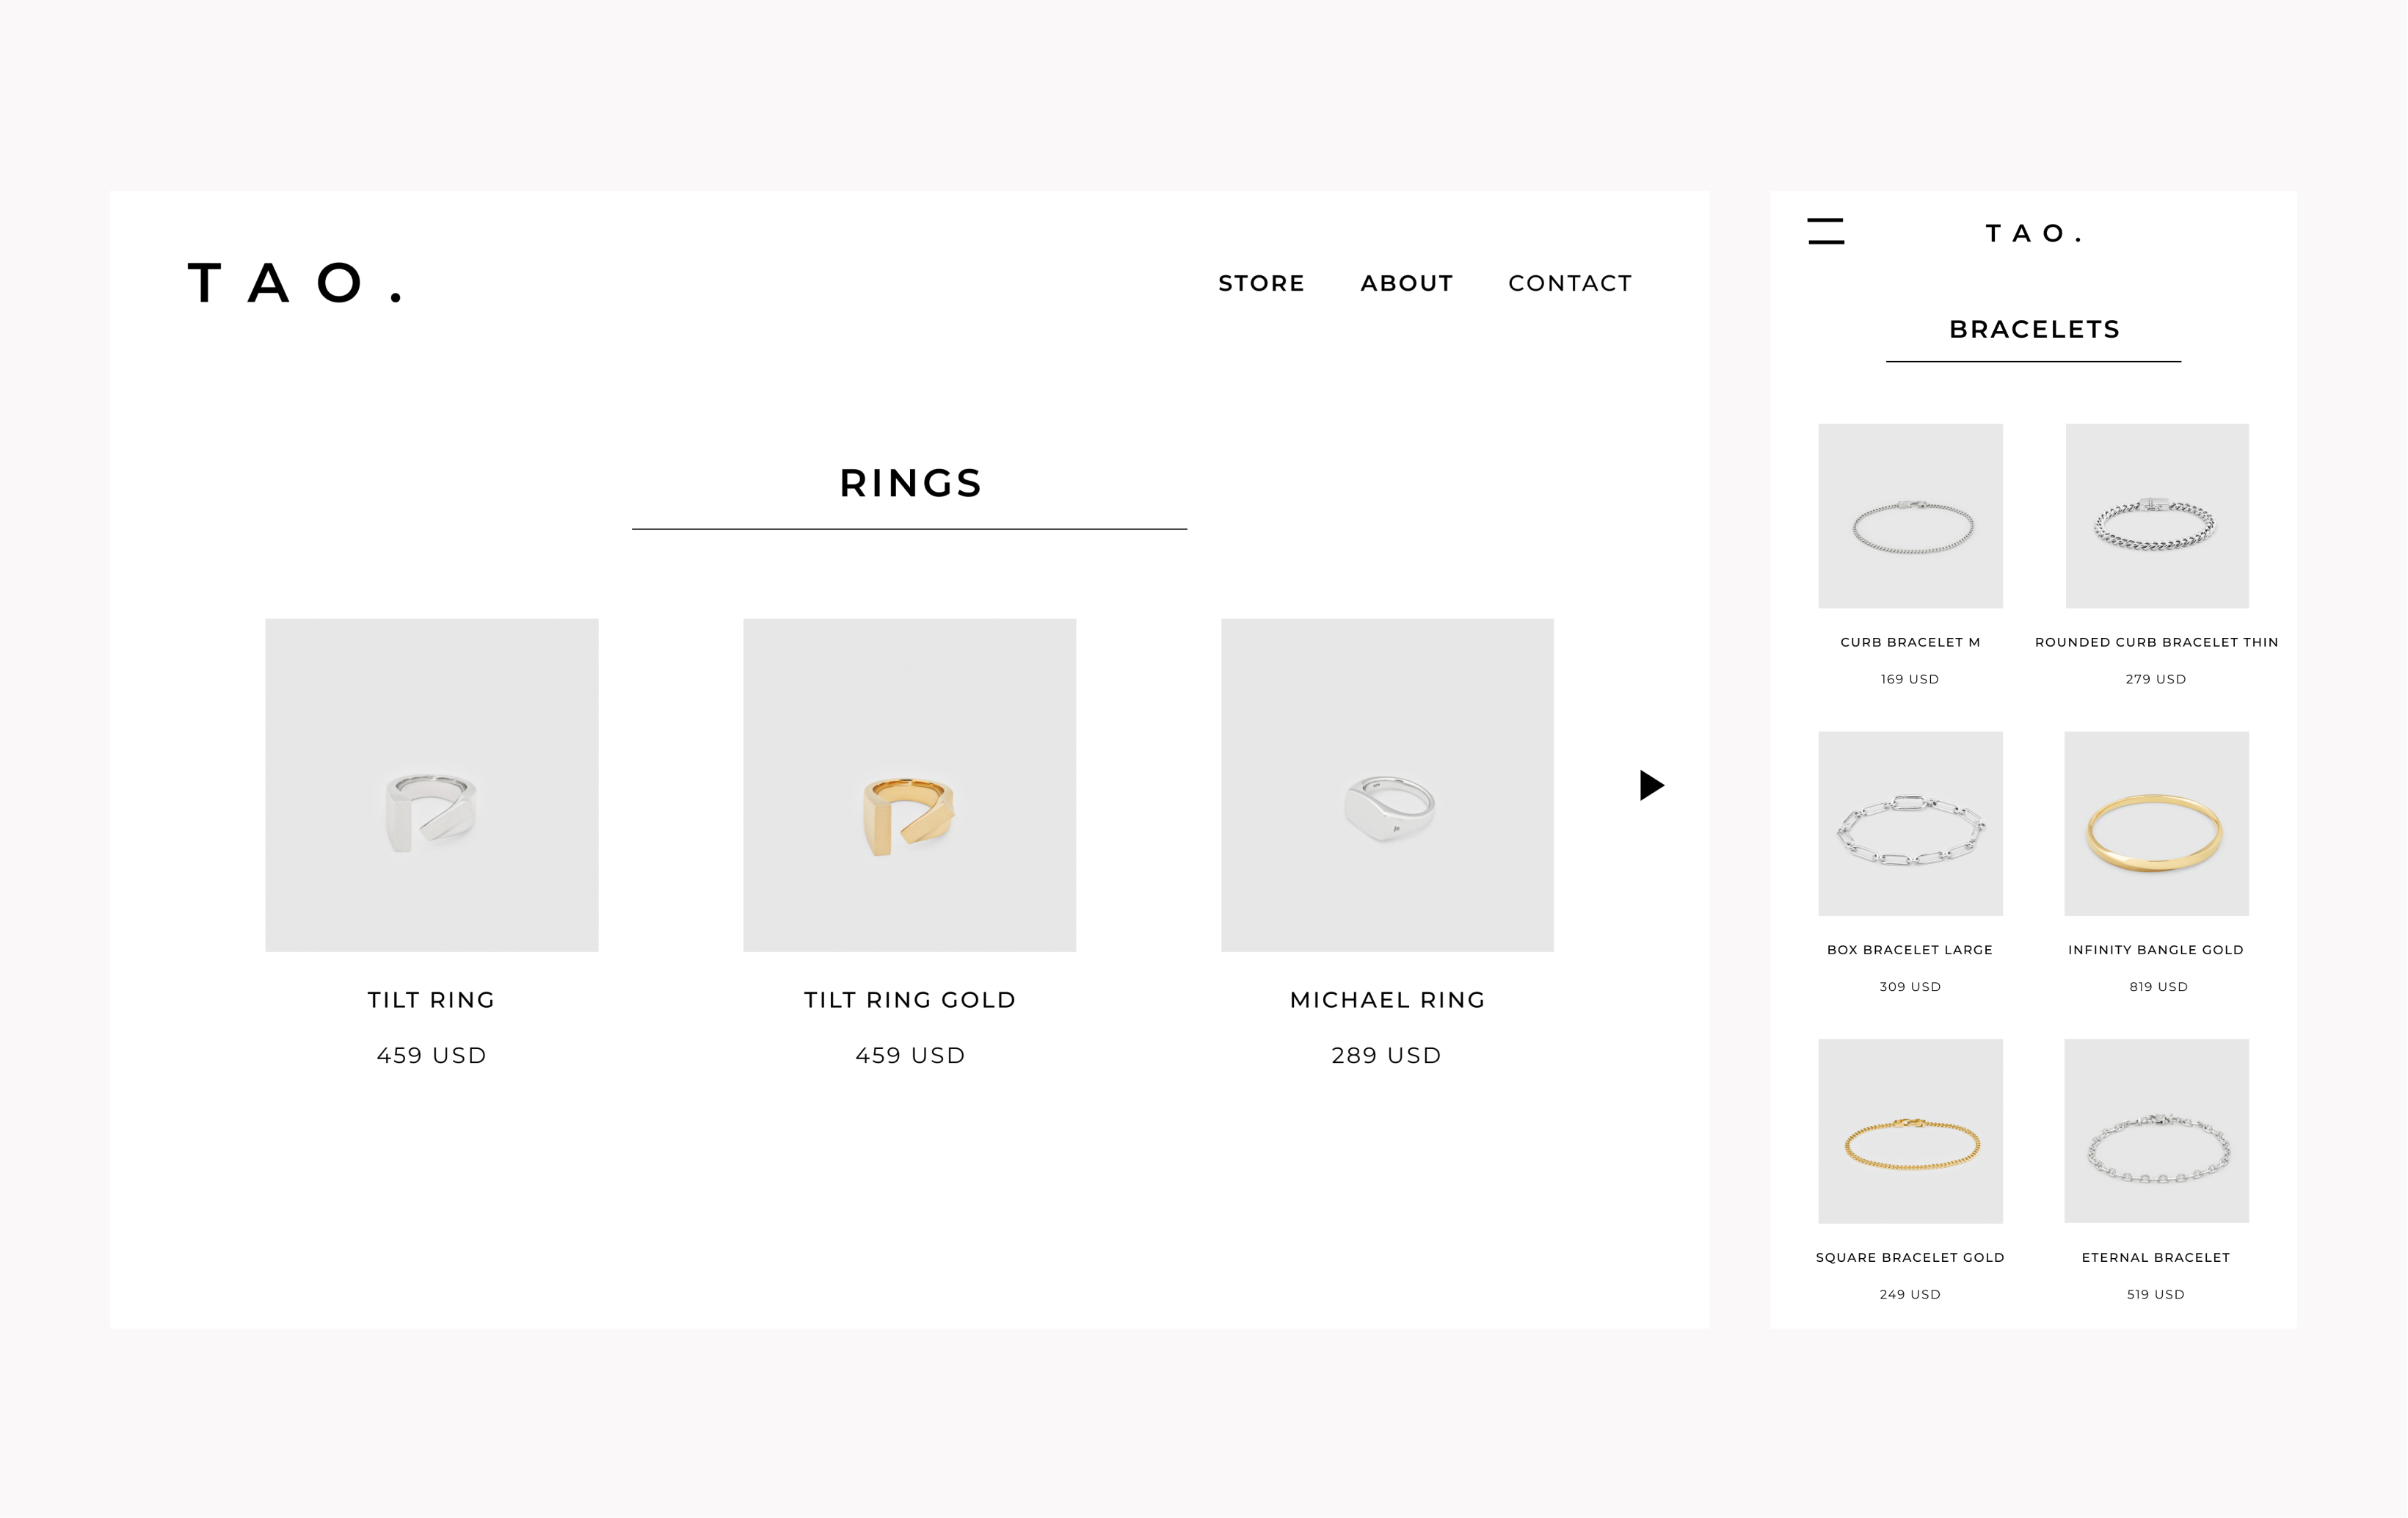 TAO.
STORE ABOUT CONTACT
RINGS
TILT RING
459 USD
TILT RING GOLD
459 USD
MICHAEL RING
289 USD
TAO.
BRACELETS
CURB BRACELET M
169 USD
ROUNDED CURB BRACELET THIN
279 USD
BOX BRACELET LARGE
309 USD
INFINITY BANGLE GOLD
819 USD
SQUARE BRACELET GOLD
249 USD
ETERNAL BRACELET
519 USD